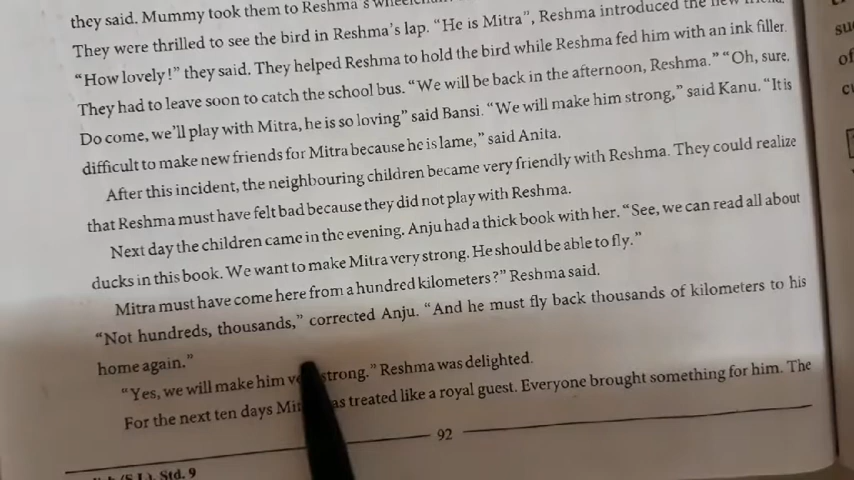 they said. Mummy took them to Reshma's
They were thrilled to see the bird in Reshma's lap. “He is Mitra”, Reshma introduced the new
“How lovely!” they said. They helped Reshma to hold the bird while Reshma fed him with an ink filler.
They had to leave soon to catch the school bus. “We will be back in the afternoon, Reshma.” “Oh, sure.
Do come, we'll play with Mitra, he is so loving” said Bansi. “We will make him strong,” said Kanu. “It is
difficult to make new friends for Mitra because he is lame,” said Anita.
After this incident, the neighbouring children became very friendly with Reshma. They could realize
that Reshma must have felt bad because they did not play with Reshma.
Next day the children came in the evening. Anju had a thick book with her. “See, we can read all about
ducks in this book. We want to make Mitra very strong. He should be able to fly.”
Mitra must have come here from a hundred kilometers?” Reshma said.
“Not hundreds, thousands,” corrected Anju. “And he must fly back thousands of kilometers to his
home again.”
“Yes, we will make him strong.” Reshma was delighted.
For the next ten days treated like a royal guest. Everyone brought something for him. The
92
Std. 9
su
of